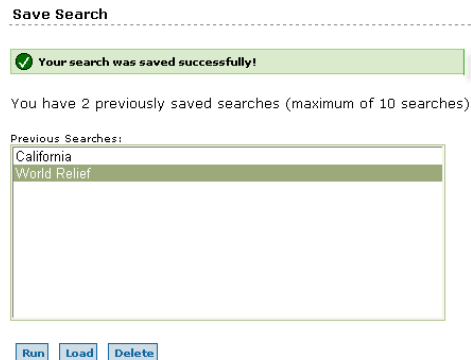 Save Search
Your search was saved successfully!
You have 2 previously saved searches (maximum of 10 searches)
Previous Searches:
California
World Relief
Run Load Delete